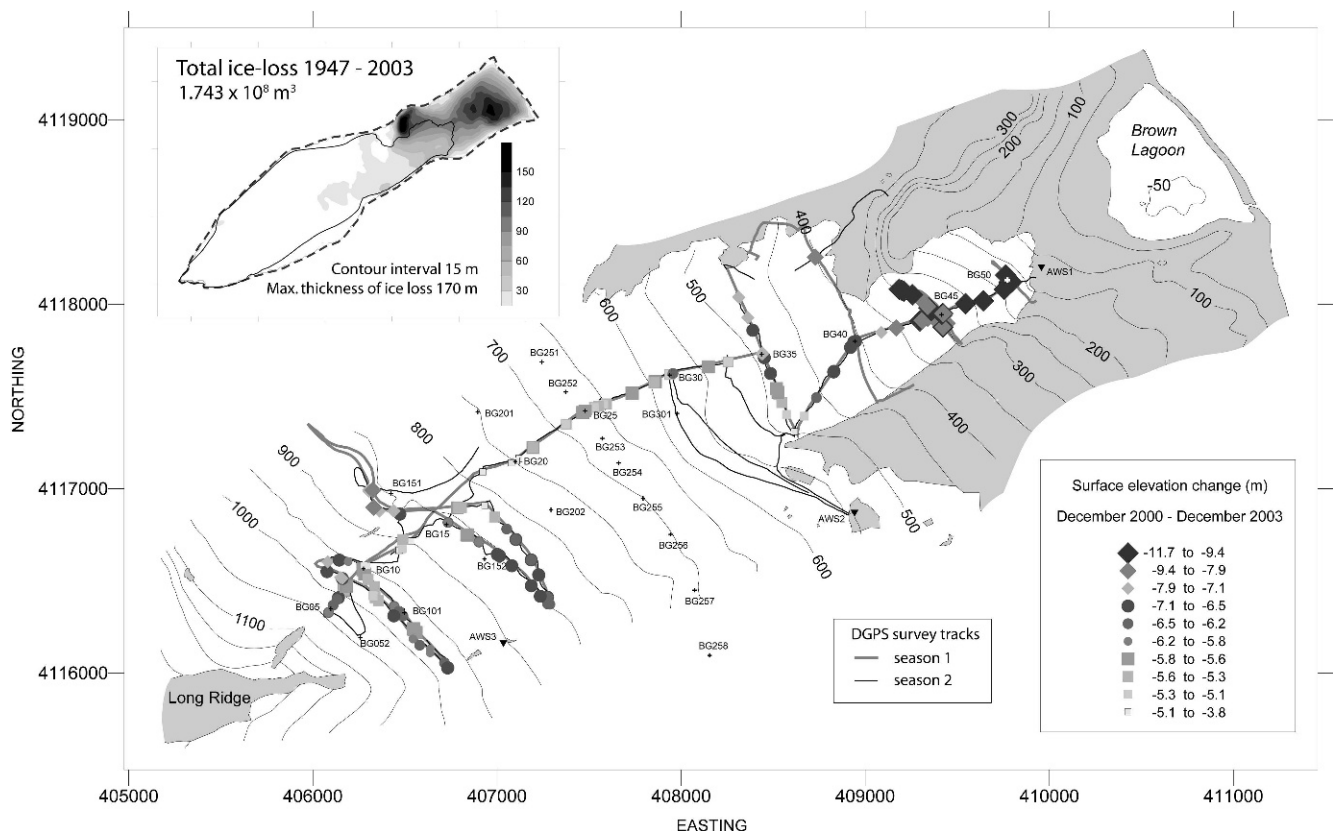 Total ice-loss 1947 - 2003
1.743 x 10⁸ m³
150
120
90
60
30
Contour interval 15 m
Max. thickness of ice loss 170 m
4119000
4118000
4117000
4116000
NORTHING
405000
406000
407000
408000
409000
410000
411000
EASTING
Brown
Lagoon
-50
100
300
200
400
500
600
700
800
900
1000
1100
100
200
300
400
500
600
AWS1
BG50
BG45
BG40
BG35
BG30
BG301
BG25
BG251
BG252
BG201
BG253
BG254
BG20
BG202
BG255
BG256
BG257
BG258
AWS2
BG151
BG15
BG152
BG10
BG101
BG05
BG052
AWS3
Long Ridge
DGPS survey tracks
season 1
season 2
Surface elevation change (m)
December 2000 - December 2003
-11.7 to -9.4
-9.4 to -7.9
-7.9 to -7.1
-7.1 to -6.5
-6.5 to -6.2
-6.2 to -5.8
-5.8 to -5.6
-5.6 to -5.3
-5.3 to -5.1
-5.1 to -3.8